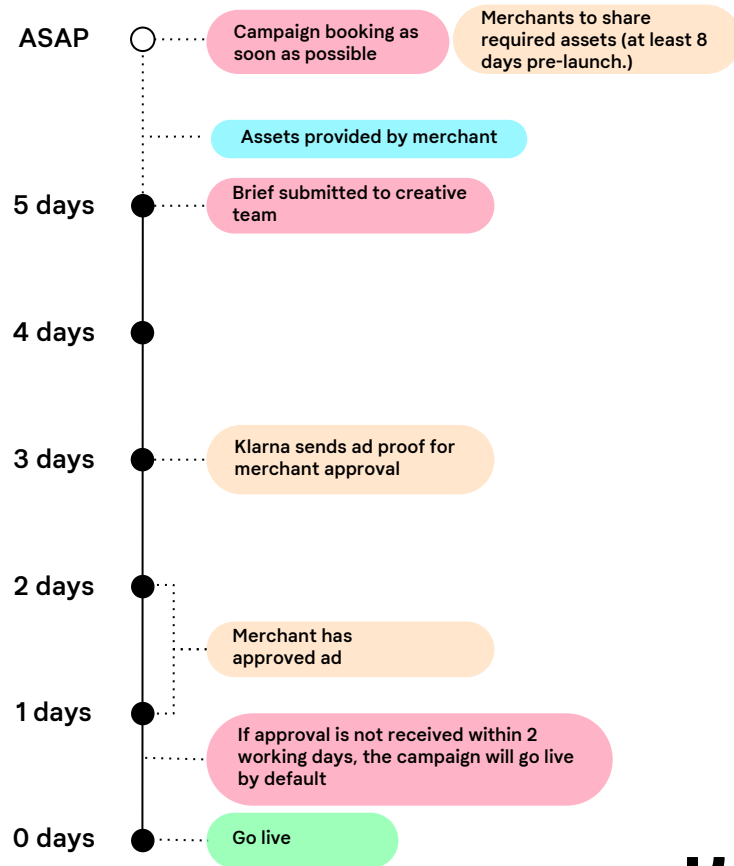 ASAP
Campaign booking as
soon as possible
Merchants to share
required assets (at least 8
days pre-launch.)
Assets provided by merchant
5 days
Brief submitted to creative
team
4 days
3 days
Klarna sends ad proof for
merchant approval
2 days
Merchant has
approved ad
1 days
If approval is not received within 2
working days, the campaign will go live
by default
0 days
Go live